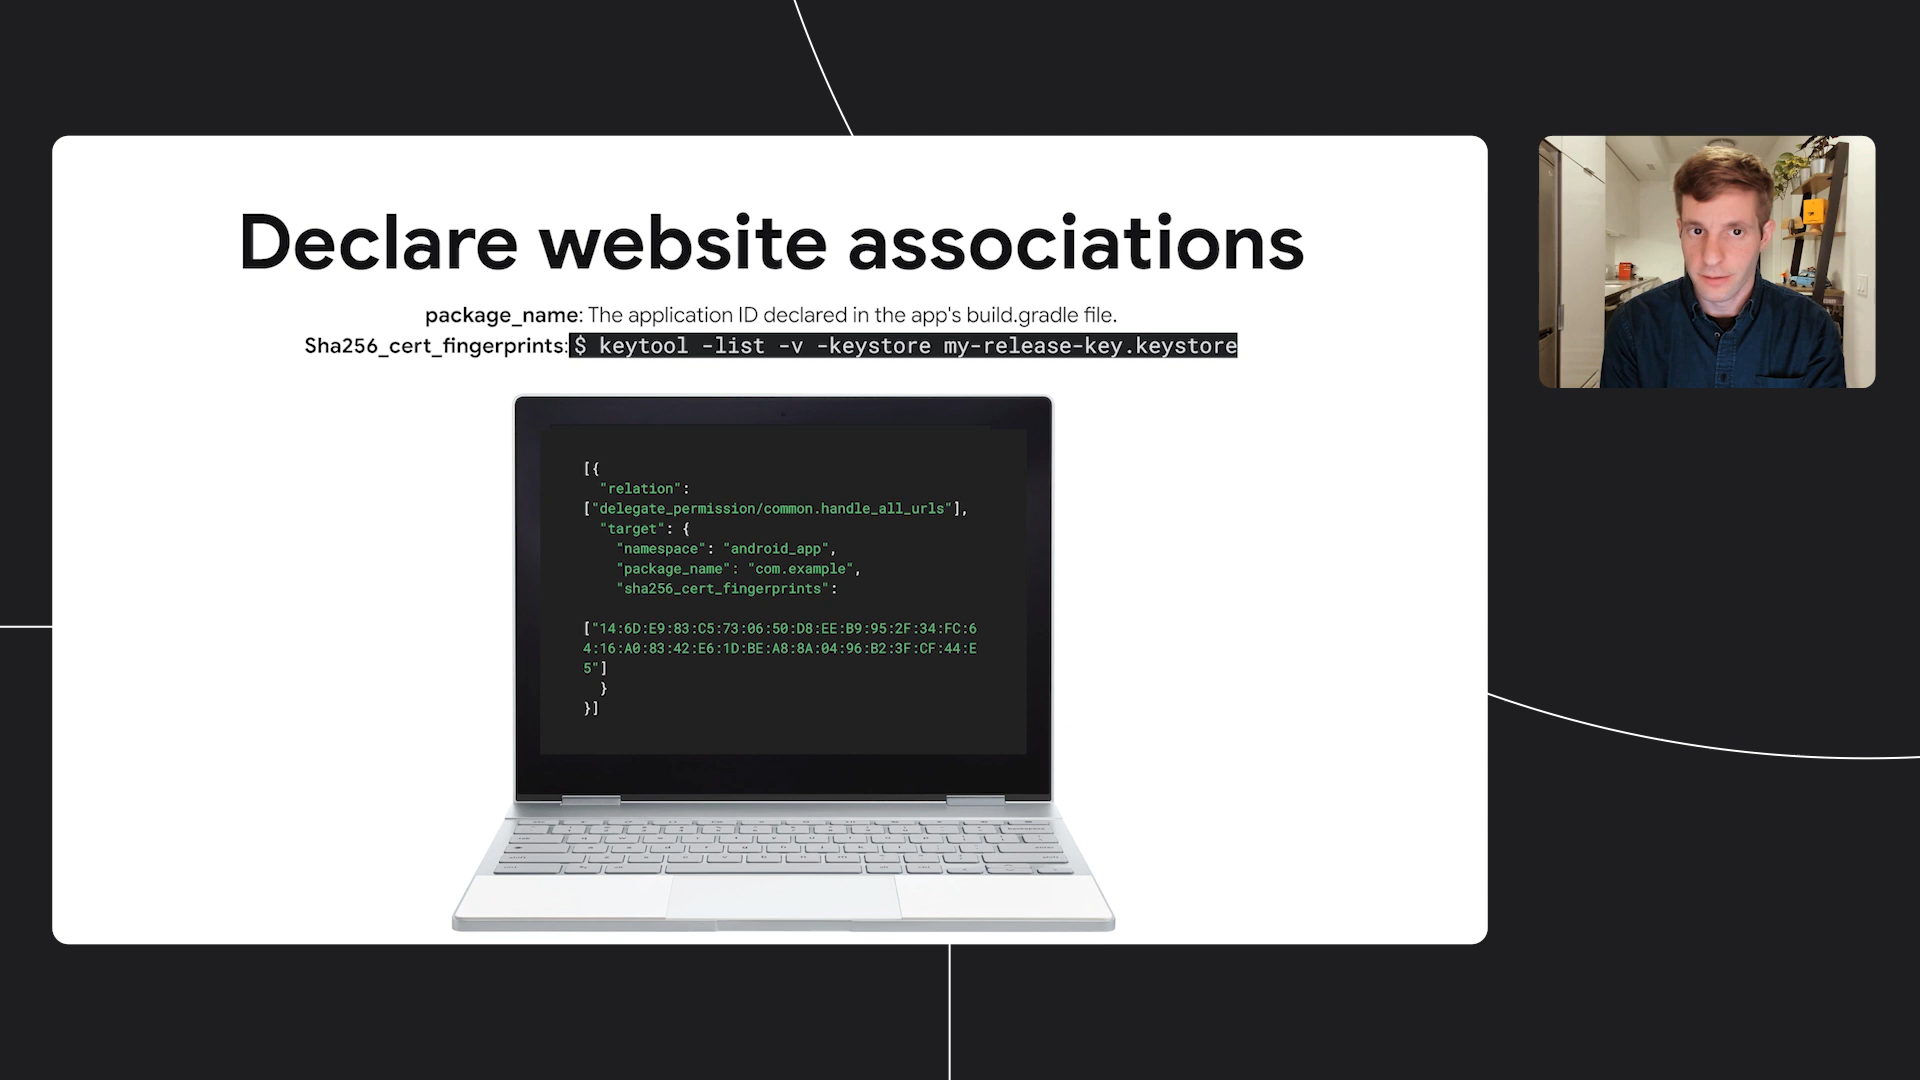 Declare website associations
package_name: The application ID declared in the app's build.gradle file.
Sha256_cert_fingerprints: $ keytool -list -v -keystore my-release-key.keystore
[{
"relation":
["delegate_permission/common.handle_all_urls"],
"target": {
"namespace": "android_app",
"package_name": "com.example",
"sha256_cert_fingerprints":
["14:6D:E9:83:C5:73:06:50:D8:EE:B9:95:2F:34:FC:6
4:16:A0:83:42:E6:1D:BE:A8:8A:04:96:B2:3F:CF:44:E
5"]
}
}]